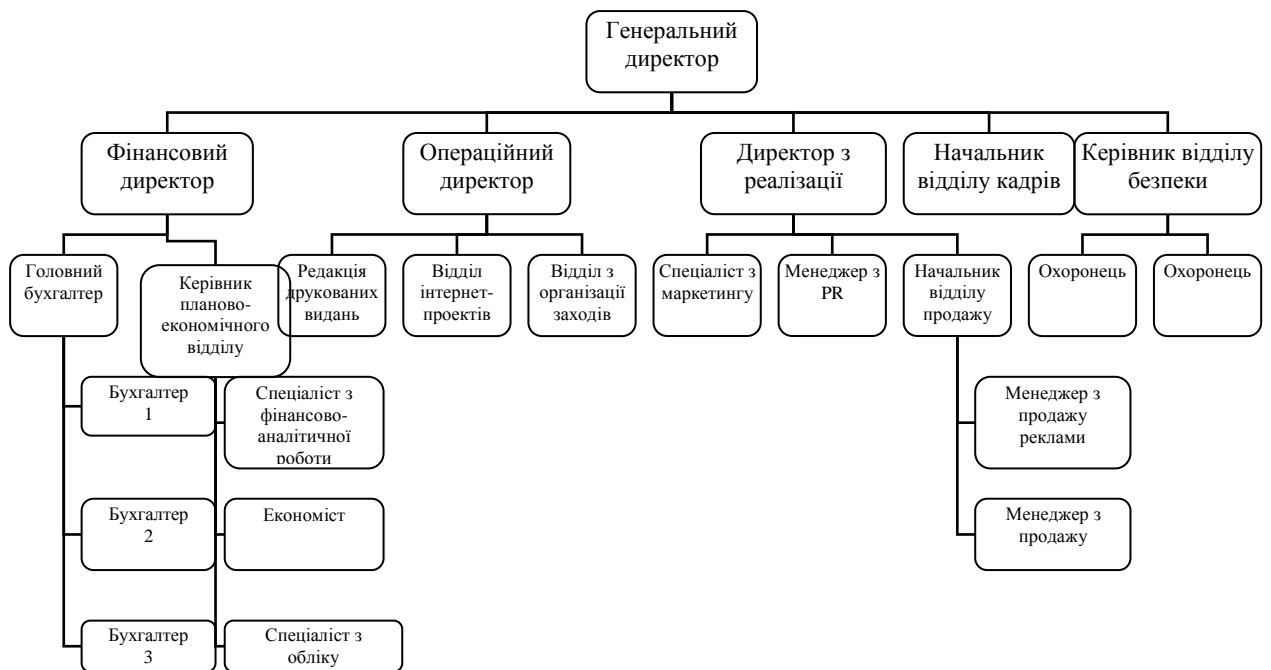 Генеральний
директор
Фінансовий
директор
Операційний
директор
Директор з
реалізації
Начальник
відділу кадрів
Керівник відділу
безпеки
Головний
бухгалтер
Керівник
планово-
економічного
відділу
Редакція
друкованих
видань
Відділ
інтернет-
проектів
Відділ з
організації
заходів
Спеціаліст з
маркетингу
Менеджер з
PR
Начальник
відділу
продажу
Охоронець
Охоронець
Бухгалтер
1
Спеціаліст з
фінансово-
аналітичної
роботи
Менеджер з
продажу
реклами
Бухгалтер
2
Економіст
Менеджер з
продажу
Бухгалтер
3
Спеціаліст з
обліку